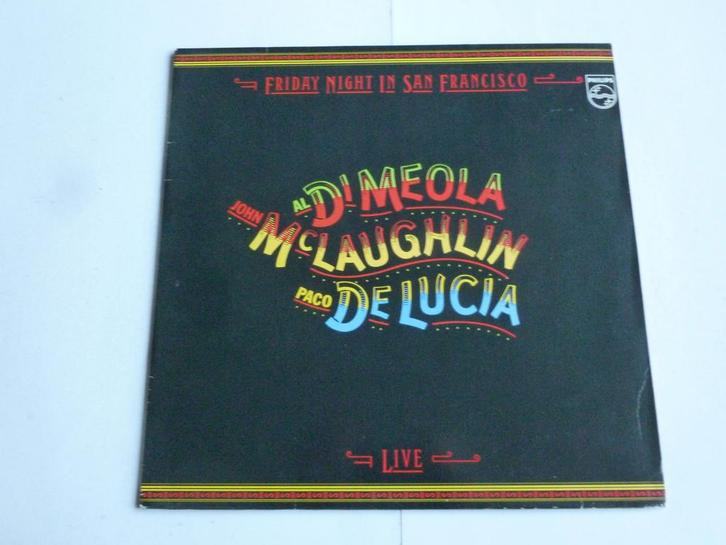 FRIDAY NIGHT IN SAN FRANCISCO
PHILIPS
AL DI MEOLA
JOHN MCLAUGHLIN
PACO DE LUCIA
LIVE